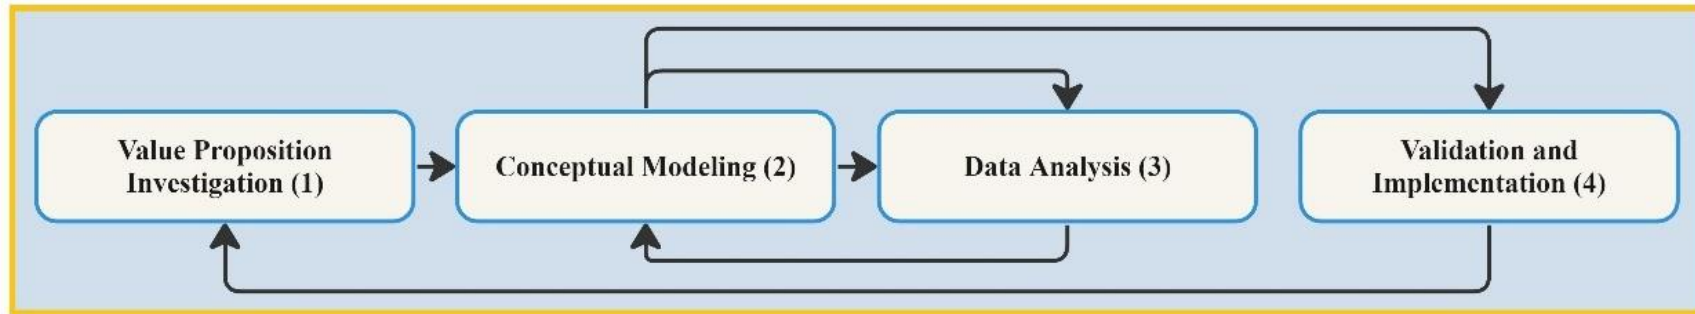 Value Proposition
Investigation (1)
Conceptual Modeling (2)
Data Analysis (3)
Validation and
Implementation (4)